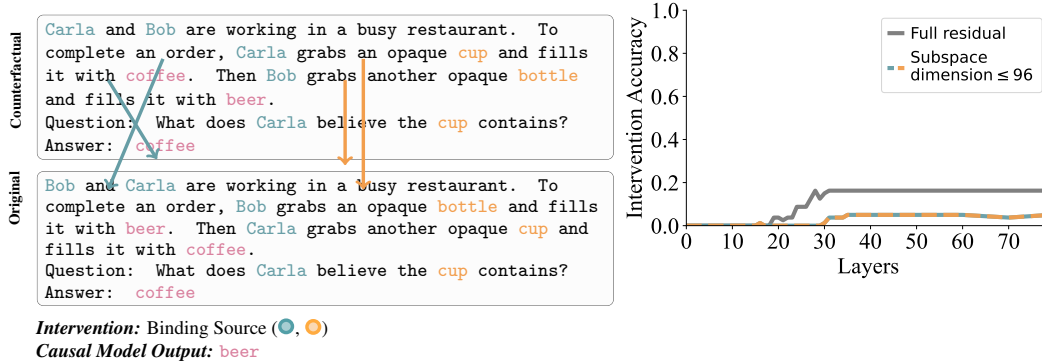 Counterfactual
Carla and Bob are working in a busy restaurant. To
complete an order, Carla grabs an opaque cup and fills
it with coffee. Then Bob grabs another opaque bottle
and fills it with beer.
Question: What does Carla believe the cup contains?
Answer: coffee
Original
Bob and Carla are working in a busy restaurant. To
complete an order, Bob grabs an opaque bottle and fills
it with beer. Then Carla grabs another opaque cup and
fills it with coffee.
Question: What does Carla believe the cup contains?
Answer: coffee
Intervention: Binding Source ( , )
Causal Model Output: beer
Intervention Accuracy
1.0
0.8
0.6
0.4
0.2
0.0
Full residual
Subspace
dimension ≤ 96
0 10 20 30 40 50 60 70
Layers